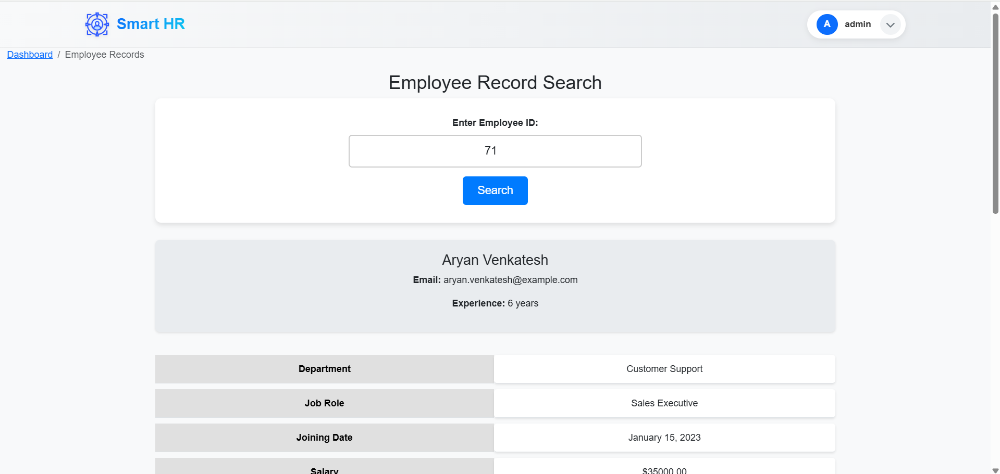 Smart HR
A admin
Dashboard / Employee Records
Employee Record Search
Enter Employee ID:
71
Search
Aryan Venkatesh
Email: aryan.venkatesh@example.com
Experience: 6 years
Department Customer Support
Job Role Sales Executive
Joining Date January 15, 2023
Salary $35000.00